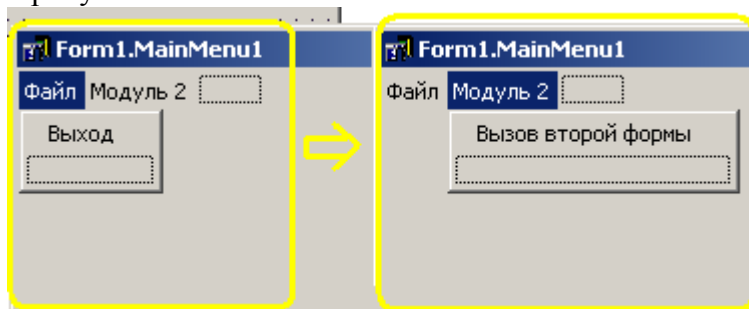 Form1.MainMenu1
Файл Модуль 2
Выход
Form1.MainMenu1
Файл Модуль 2
Вызов второй формы